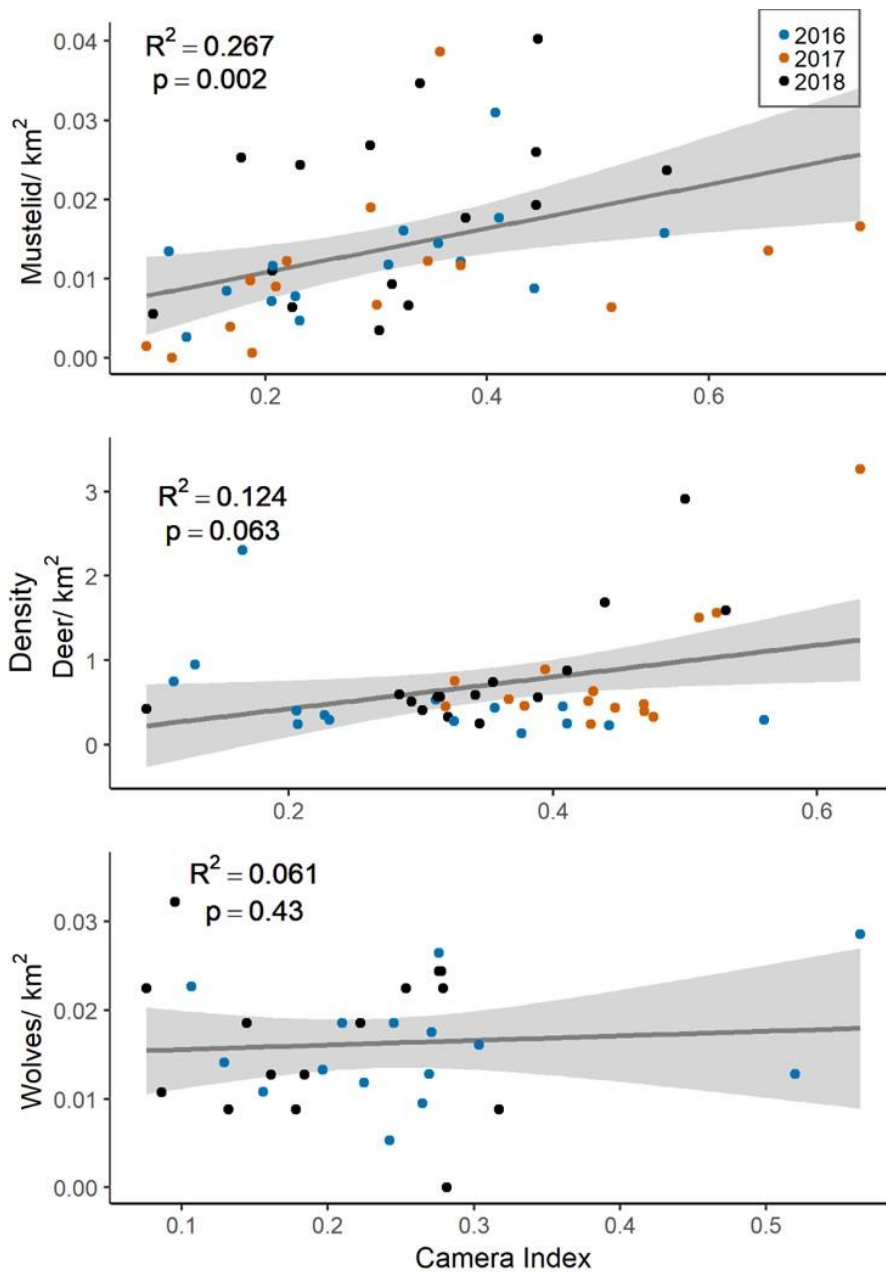 R² = 0.267
p = 0.002
2016
2017
2018
0.04
0.03
0.02
0.01
0.00
Mustelid/ km²
0.2 0.4 0.6
R² = 0.124
p = 0.063
3
2
1
0
Density
Deer/ km²
0.2 0.4 0.6
R² = 0.061
p = 0.43
0.03
0.02
0.01
0.00
Wolves/ km²
0.1 0.2 0.3 0.4 0.5
Camera Index